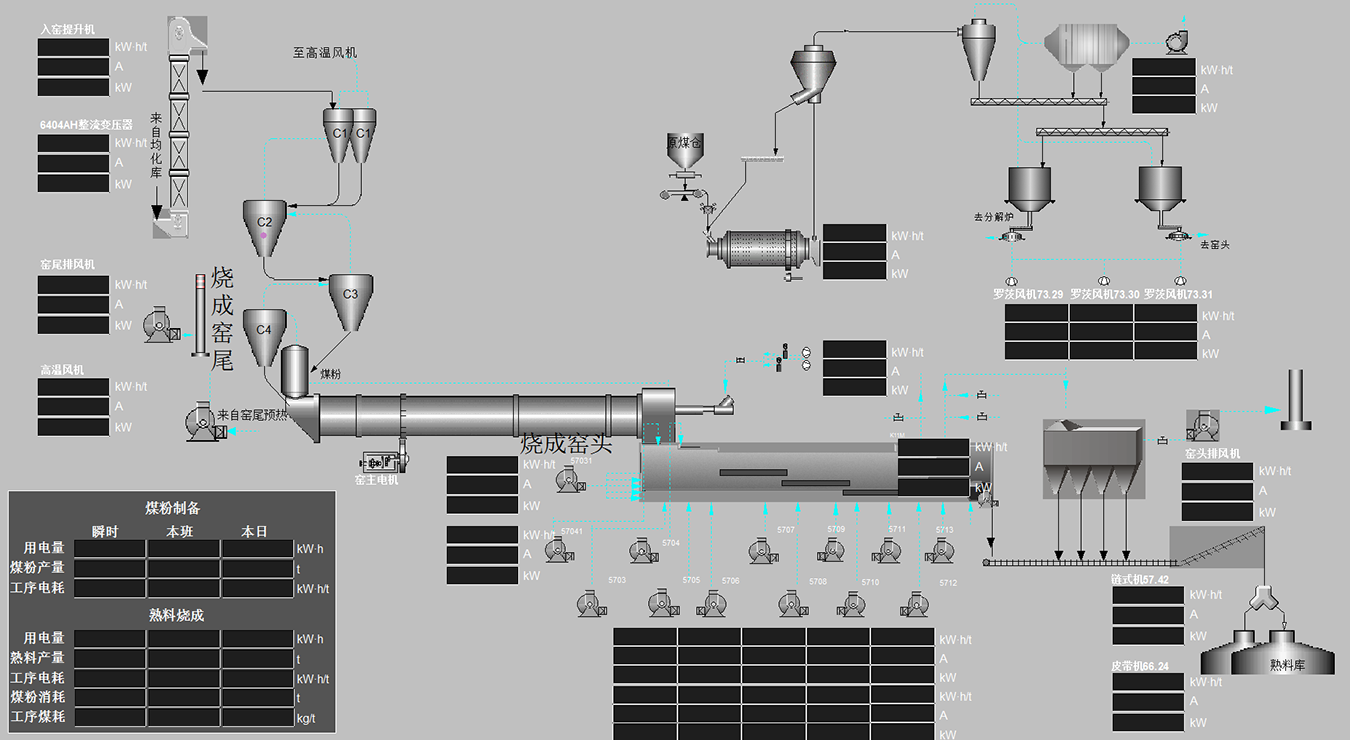 入窑提升机
kW·h/t
A
kW
6404AH整流变压器
kW·h/t
A
kW
来自均化库
至高温风机
C1
C1
C2
C3
C4
窑尾排风机
kW·h/t
A
kW
烧成窑尾
高温风机
kW·h/t
A
kW
来自窑尾预热
煤粉
窑主电机
原煤仓
kW·h/t
A
kW
kW·h/t
A
kW
去分解炉
去窑头
罗茨风机73.29
罗茨风机73.30
罗茨风机73.31
kW·h/t
A
kW
kW·h/t
A
kW
烧成窑头
kW·h/t
A
kW
kW·h/t
A
kW
kW·h/t
A
kW
57031
57041
5704
5707
5709
5711
5713
5703
5705
5706
5708
5710
5712
kW·h/t
A
kW
kW·h/t
A
kW
窑头排风机
kW·h/t
A
kW
链式机57.42
kW·h/t
A
kW
皮带机66.24
kW·h/t
A
kW
熟料库
煤粉制备
瞬时 本班 本日
用电量 kW·h
煤粉产量 t
工序电耗 kW·h/t
熟料烧成
用电量 kW·h
熟料产量 t
工序电耗 kW·h/t
煤粉消耗 t
工序煤耗 kg/t